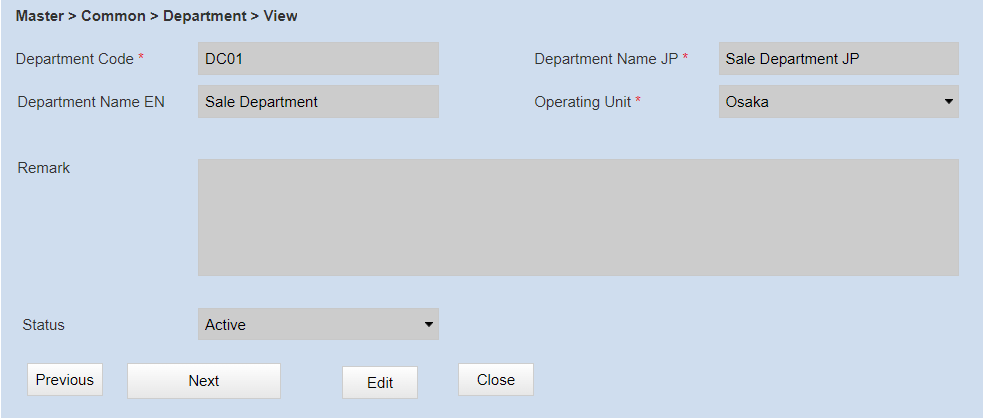 Master > Common > Department > View
Department Code * DC01 Department Name JP * Sale Department JP
Department Name EN Sale Department Operating Unit * Osaka
Remark
Status Active
Previous Next Edit Close